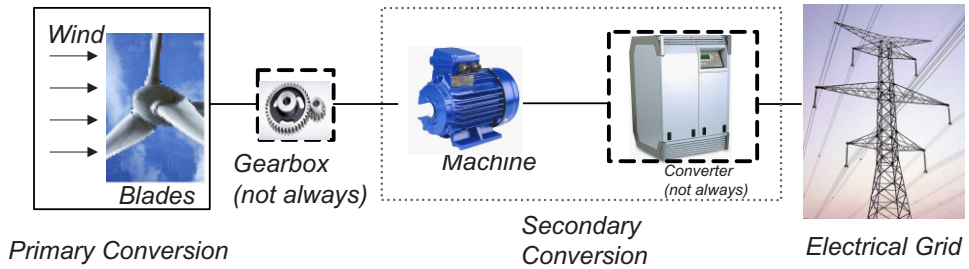 Wind
Blades
Gearbox
(not always)
Machine
Converter
(not always)
Primary Conversion
Secondary
Conversion
Electrical Grid